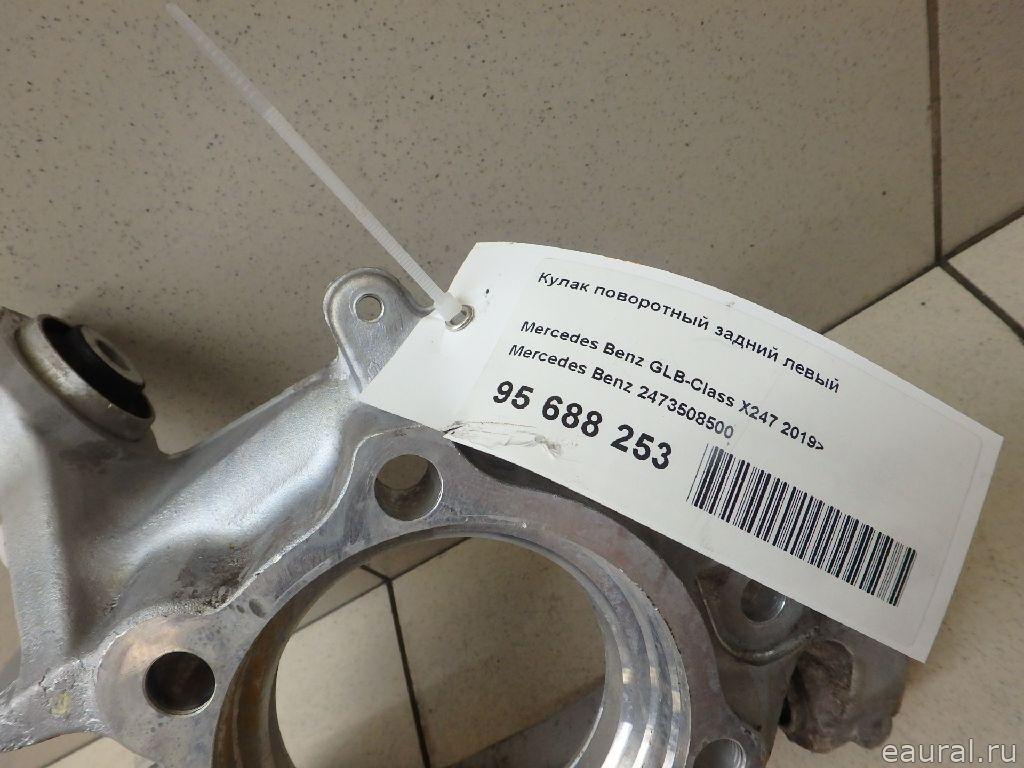 Кулак поворотный задний левый
Mercedes Benz GLB-Class X247 2019>
Mercedes Benz 2473508500
95 688 253
eaural.ru